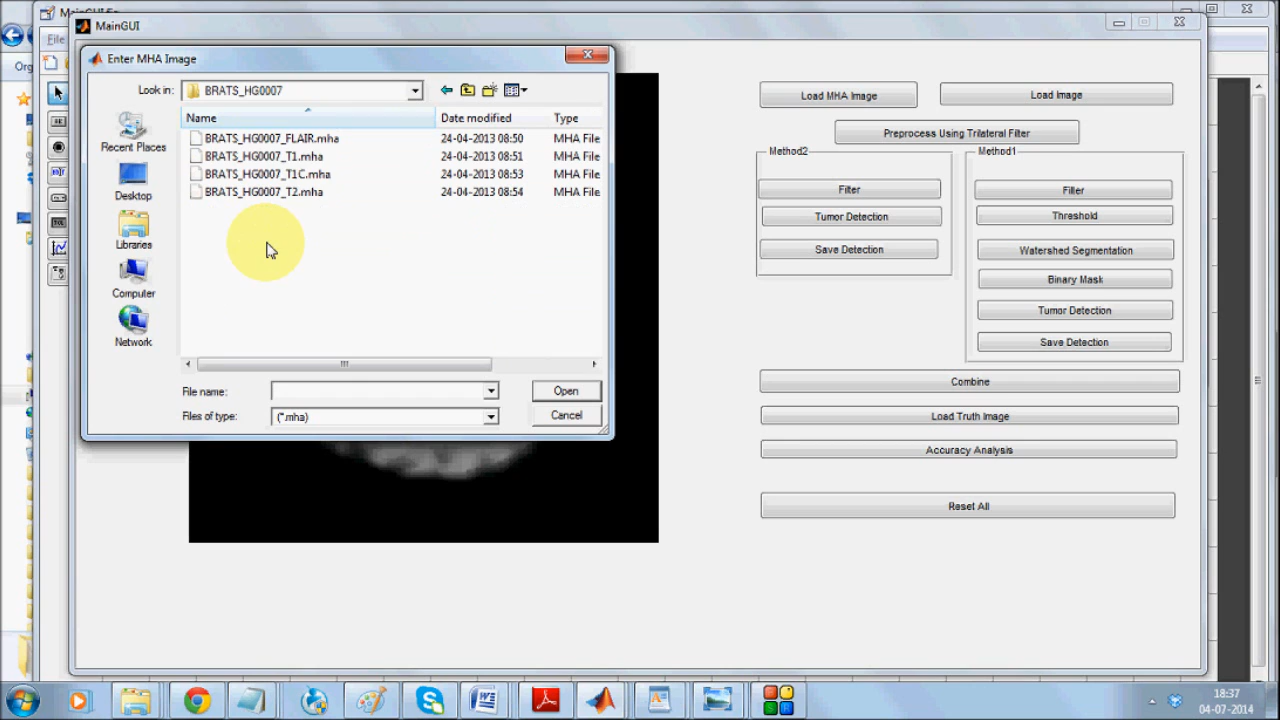 MainGUI
File
Org
Enter MHA Image
Look in:
BRATS_HG0007
Name
Date modified
Type
BRATS_HG0007_FLAIR.mha
24-04-2013 08:50
MHA File
BRATS_HG0007_T1.mha
24-04-2013 08:51
MHA File
BRATS_HG0007_T1C.mha
24-04-2013 08:53
MHA File
BRATS_HG0007_T2.mha
24-04-2013 08:54
MHA File
Recent Places
Desktop
Libraries
Computer
Network
File name:
Open
Files of type:
(*.mha)
Cancel
Load MHA Image
Load Image
Preprocess Using Trilateral Filter
Method2
Filter
Tumor Detection
Save Detection
Method1
Filter
Threshold
Watershed Segmentation
Binary Mask
Tumor Detection
Save Detection
Combine
Load Truth Image
Accuracy Analysis
Reset All
18:37
04-07-2014